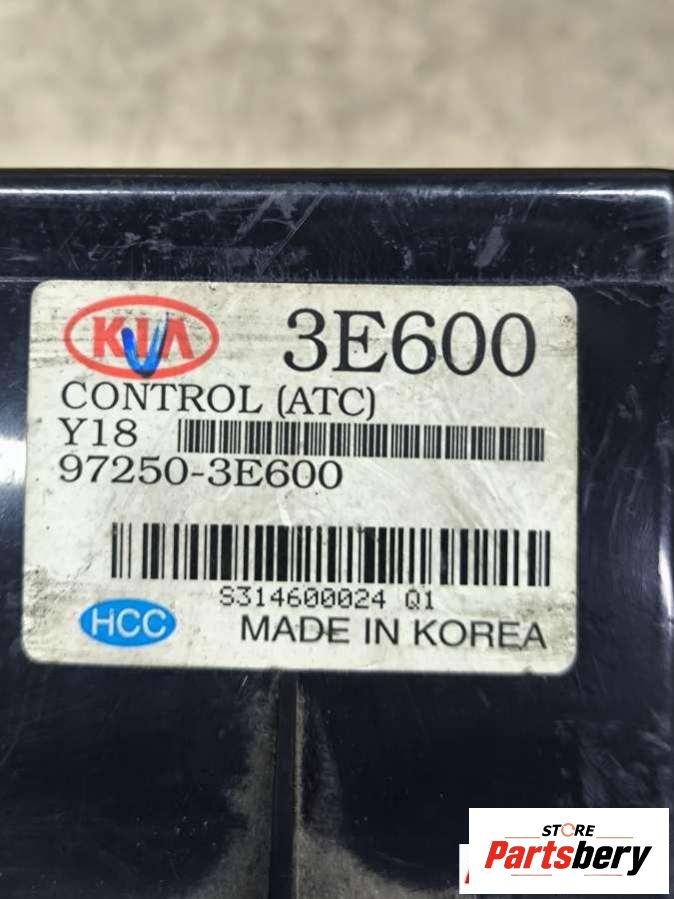 KIA 3E600
CONTROL (ATC)
Y18
97250-3E600
S314600024 Q1
HCC MADE IN KOREA
STORE
Partsbery